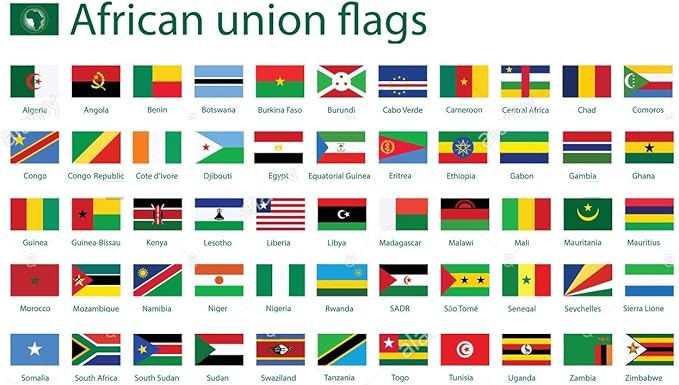 African union flags
Algeria Angola Benin Botswana Burkina Faso Burundi Cabo Verde Cameroon Central Africa Chad Comoros
Congo Congo Republic Cote d'Ivore Djibouti Egypt Equatorial Guinea Eritrea Ethiopia Gabon Gambia Ghana
Guinea Guinea-Bissau Kenya Lesotho Liberia Libya Madagascar Malawi Mali Mauritania Mauritius
Morocco Mozambique Namibia Niger Nigeria Rwanda SADR São Tomé Senegal Seychelles Sierra Lione
Somalia South Africa South Sudan Sudan Swaziland Tanzania Togo Tunisia Uganda Zambia Zimbabwe